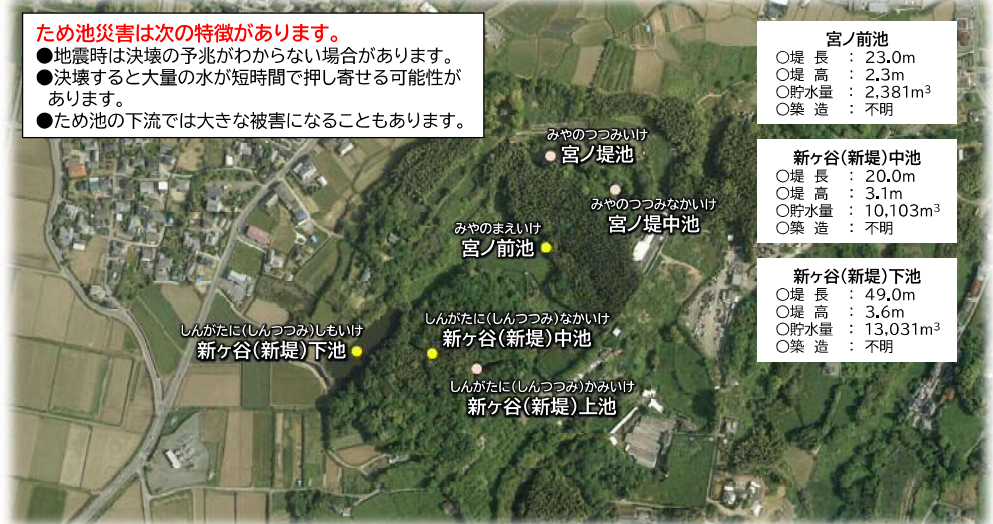 ため池災害は次の特徴があります。
●地震時は決壊の予兆がわからない場合があります。
●決壊すると大量の水が短時間で押し寄せる可能性が
あります。
●ため池の下流では大きな被害になることもあります。
宮ノ前池
○堤 長 : 23.0m
○堤 高 : 2.3m
○貯水量 : 2,381m³
○築 造 : 不明
新ヶ谷(新堤)中池
○堤 長 : 20.0m
○堤 高 : 3.1m
○貯水量 : 10,103m³
○築 造 : 不明
新ヶ谷(新堤)下池
○堤 長 : 49.0m
○堤 高 : 3.6m
○貯水量 : 13,031m³
○築 造 : 不明
みやのつつみいけ
宮ノ堤池
みやのつつみなかいけ
宮ノ堤中池
みやのまえいけ
宮ノ前池
しんがたに(しんつつみ)しもいけ
新ヶ谷(新堤)下池
しんがたに(しんつつみ)なかいけ
新ヶ谷(新堤)中池
しんがたに(しんつつみ)かみいけ
新ヶ谷(新堤)上池